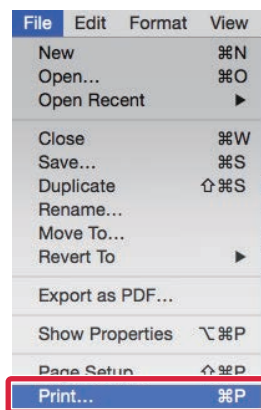 File Edit Format View
New ⌘N
Open... ⌘O
Open Recent ▶
Close ⌘W
Save... ⌘S
Duplicate ⇧⌘S
Rename...
Move To...
Revert To ▶
Export as PDF...
Show Properties ⌥⌘P
Page Setup ⇧⌘P
Print... ⌘P